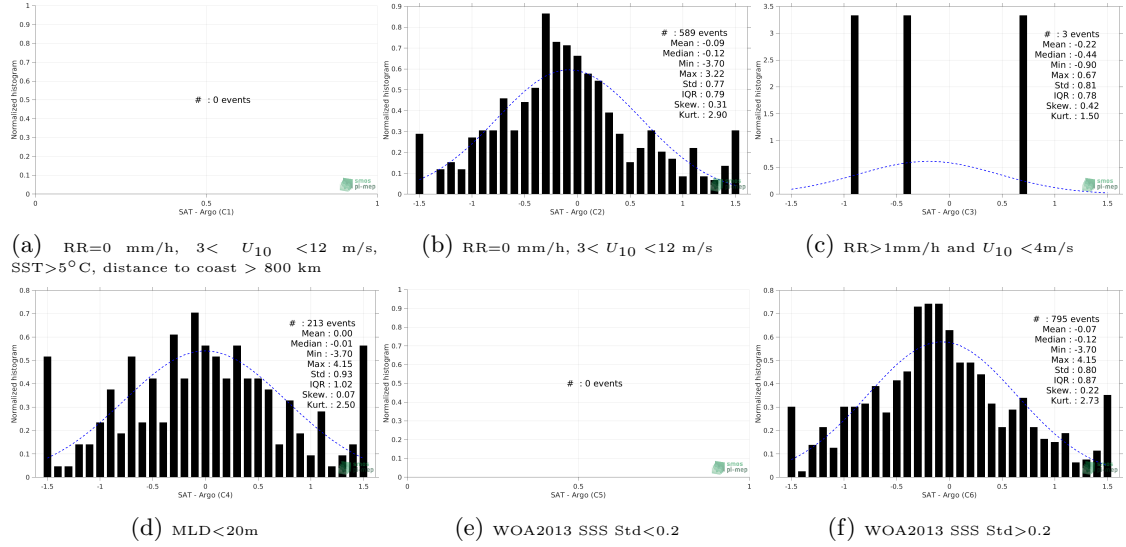 1
0.9
0.8
0.7
0.6
0.5
0.4
0.3
0.2
0.1
0
Normalized histogram
# : 0 events
smos
pi-mep
0 0.5 1
SAT - Argo (C1)
(a) RR=0 mm/h, 3< U10 <12 m/s,
SST>5°C, distance to coast > 800 km
0.9
0.8
0.7
0.6
0.5
0.4
0.3
0.2
0.1
0
Normalized histogram
# : 589 events
Mean : -0.09
Median : -0.12
Min : -3.70
Max : 3.22
Std : 0.77
IQR : 0.79
Skew. : 0.31
Kurt. : 2.90
smos
pi-mep
-1.5 -1 -0.5 0 0.5 1 1.5
SAT - Argo (C2)
(b) RR=0 mm/h, 3< U10 <12 m/s
3.5
3
2.5
2
1.5
1
0.5
0
Normalized histogram
# : 3 events
Mean : -0.22
Median : -0.44
Min : -0.90
Max : 0.67
Std : 0.81
IQR : 0.78
Skew. : 0.42
Kurt. : 1.50
smos
pi-mep
-1.5 -1 -0.5 0 0.5 1 1.5
SAT - Argo (C3)
(c) RR>1mm/h and U10 <4m/s
0.8
0.7
0.6
0.5
0.4
0.3
0.2
0.1
0
Normalized histogram
# : 213 events
Mean : 0.00
Median : -0.01
Min : -3.70
Max : 4.15
Std : 0.93
IQR : 1.02
Skew. : 0.07
Kurt. : 2.50
smos
pi-mep
-1.5 -1 -0.5 0 0.5 1 1.5
SAT - Argo (C4)
(d) MLD<20m
1
0.9
0.8
0.7
0.6
0.5
0.4
0.3
0.2
0.1
0
Normalized histogram
# : 0 events
smos
pi-mep
0 0.5 1
SAT - Argo (C5)
(e) WOA2013 SSS Std<0.2
0.8
0.7
0.6
0.5
0.4
0.3
0.2
0.1
0
Normalized histogram
# : 795 events
Mean : -0.07
Median : -0.12
Min : -3.70
Max : 4.15
Std : 0.80
IQR : 0.87
Skew. : 0.22
Kurt. : 2.73
smos
pi-mep
-1.5 -1 -0.5 0 0.5 1 1.5
SAT - Argo (C6)
(f) WOA2013 SSS Std>0.2